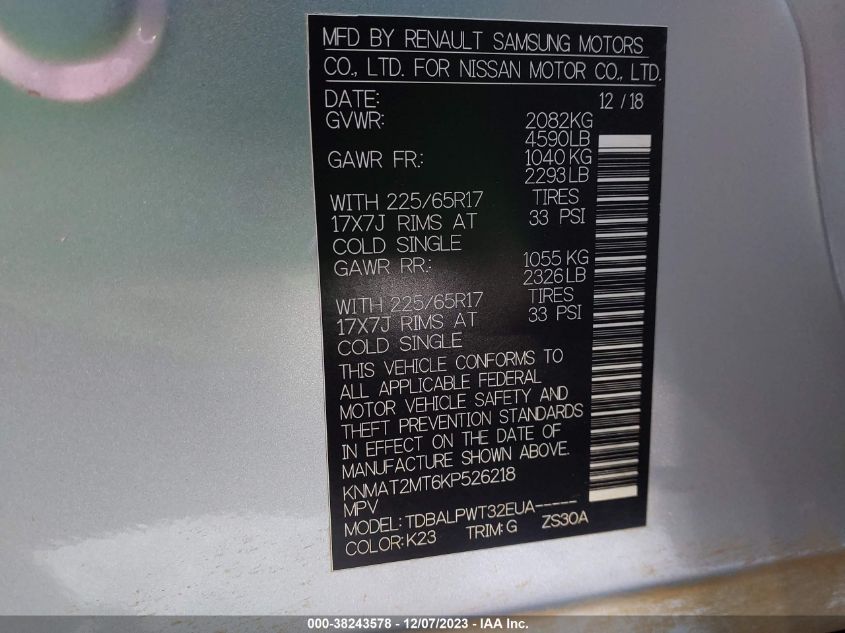 MFD BY RENAULT SAMSUNG MOTORS
CO., LTD. FOR NISSAN MOTOR CO., LTD.
DATE: 12 / 18
GVWR: 2082KG
4590LB
GAWR FR.: 1040 KG
2293 LB
WITH 225/65R17 TIRES
17X7J RIMS AT 33 PSI
COLD SINGLE
GAWR RR.: 1055 KG
2326 LB
WITH 225/65R17 TIRES
17X7J RIMS AT 33 PSI
COLD SINGLE
THIS VEHICLE CONFORMS TO
ALL APPLICABLE FEDERAL
MOTOR VEHICLE SAFETY AND
THEFT PREVENTION STANDARDS
IN EFFECT ON THE DATE OF
MANUFACTURE SHOWN ABOVE.
KNMAT2MT6KP526218
MPV
MODEL: TDBALPWT32EUA-----
COLOR: K23 TRIM: G ZS30A
000-38243578 - 12/07/2023 - IAA Inc.